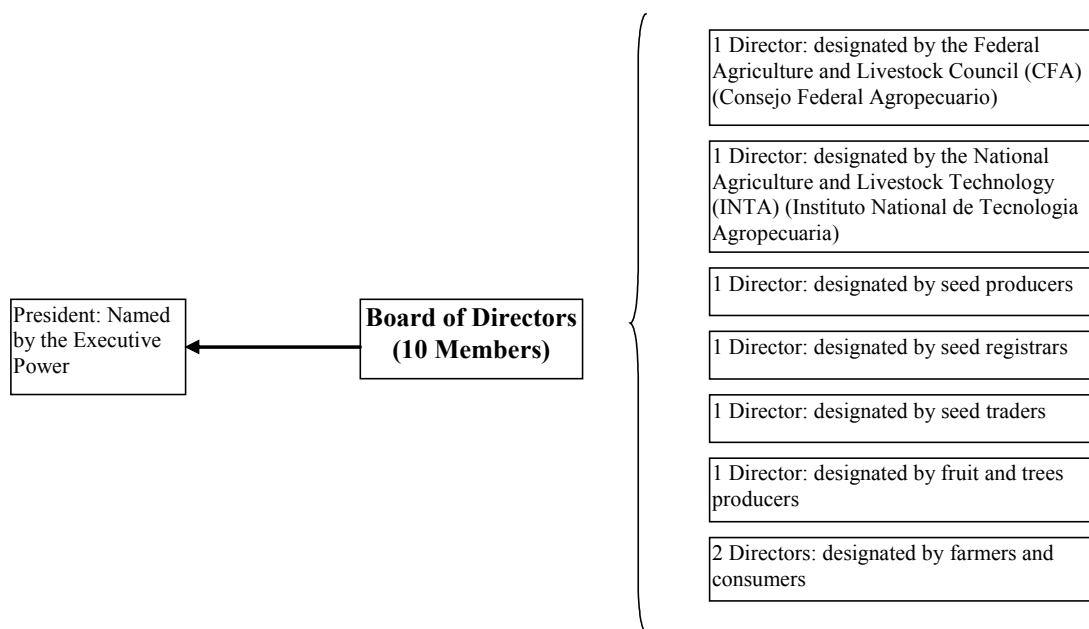 President: Named
by the Executive
Power
Board of Directors
(10 Members)
1 Director: designated by the Federal
Agriculture and Livestock Council (CFA)
(Consejo Federal Agropecuario)
1 Director: designated by the National
Agriculture and Livestock Technology
(INTA) (Instituto National de Tecnologia
Agropecuaria)
1 Director: designated by seed producers
1 Director: designated by seed registrars
1 Director: designated by seed traders
1 Director: designated by fruit and trees
producers
2 Directors: designated by farmers and
consumers